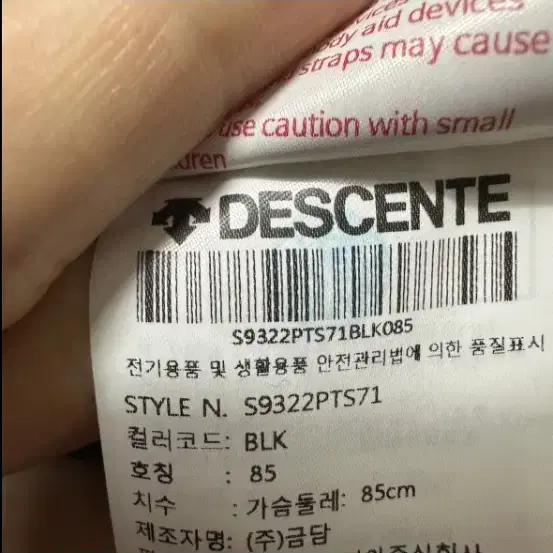 body aid devices
straps may cause
use caution with small
DESCENTE
S9322PTS71BLK085
전기용품 및 생활용품 안전관리법에 의한 품질표시
STYLE N. S9322PTS71
컬러코드: BLK
호칭 : 85
치수 : 가슴둘레: 85cm
제조자명: (주)금담